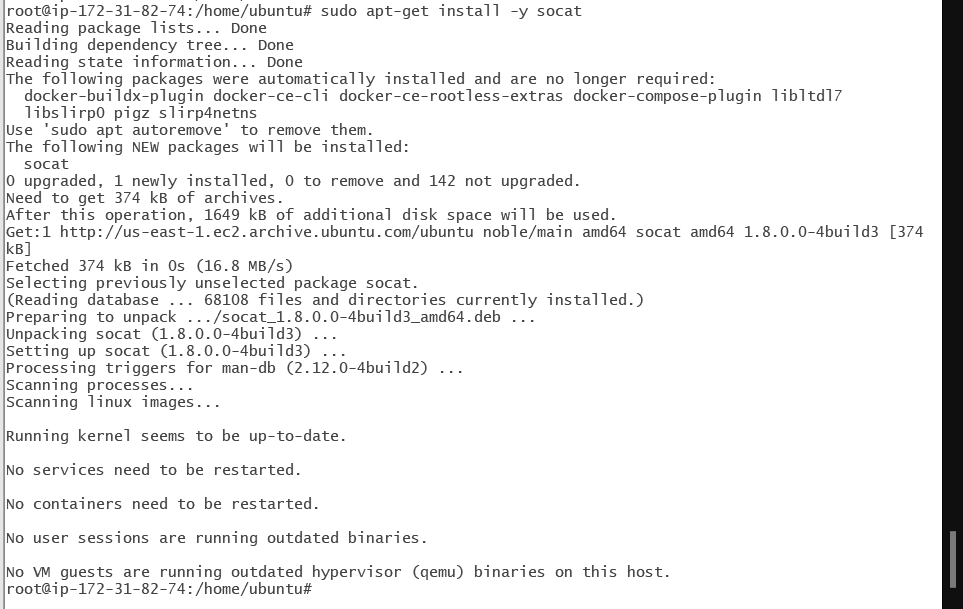 root@ip-172-31-82-74:/home/ubuntu# sudo apt-get install -y socat
Reading package lists... Done
Building dependency tree... Done
Reading state information... Done
The following packages were automatically installed and are no longer required:
  docker-buildx-plugin docker-ce-cli docker-ce-rootless-extras docker-compose-plugin libltdl7
  libslirp0 pigz slirp4netns
Use 'sudo apt autoremove' to remove them.
The following NEW packages will be installed:
  socat
0 upgraded, 1 newly installed, 0 to remove and 142 not upgraded.
Need to get 374 kB of archives.
After this operation, 1649 kB of additional disk space will be used.
Get:1 http://us-east-1.ec2.archive.ubuntu.com/ubuntu noble/main amd64 socat amd64 1.8.0.0-4build3 [374
kB]
Fetched 374 kB in 0s (16.8 MB/s)
Selecting previously unselected package socat.
(Reading database ... 68108 files and directories currently installed.)
Preparing to unpack .../socat_1.8.0.0-4build3_amd64.deb ...
Unpacking socat (1.8.0.0-4build3) ...
Setting up socat (1.8.0.0-4build3) ...
Processing triggers for man-db (2.12.0-4build2) ...
Scanning processes...
Scanning linux images...

Running kernel seems to be up-to-date.

No services need to be restarted.

No containers need to be restarted.

No user sessions are running outdated binaries.

No VM guests are running outdated hypervisor (qemu) binaries on this host.
root@ip-172-31-82-74:/home/ubuntu#